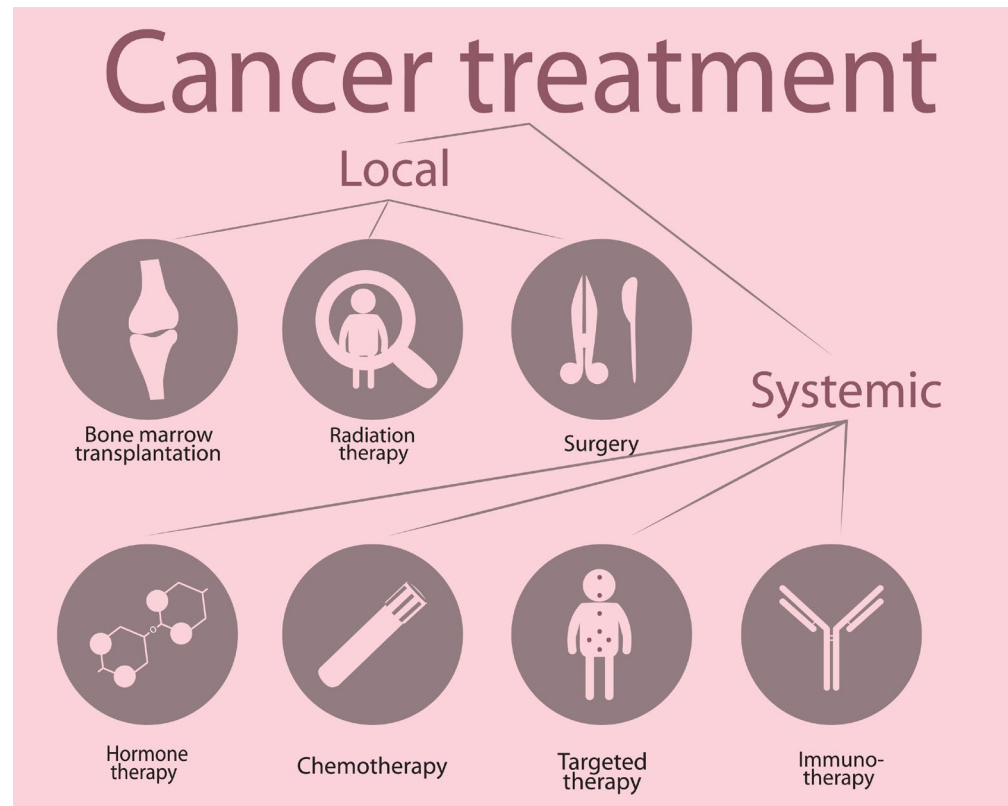 Cancer treatment
Local
Bone marrow
transplantation
Radiation
therapy
Surgery
Systemic
Hormone
therapy
Chemotherapy
Targeted
therapy
Immuno-
therapy